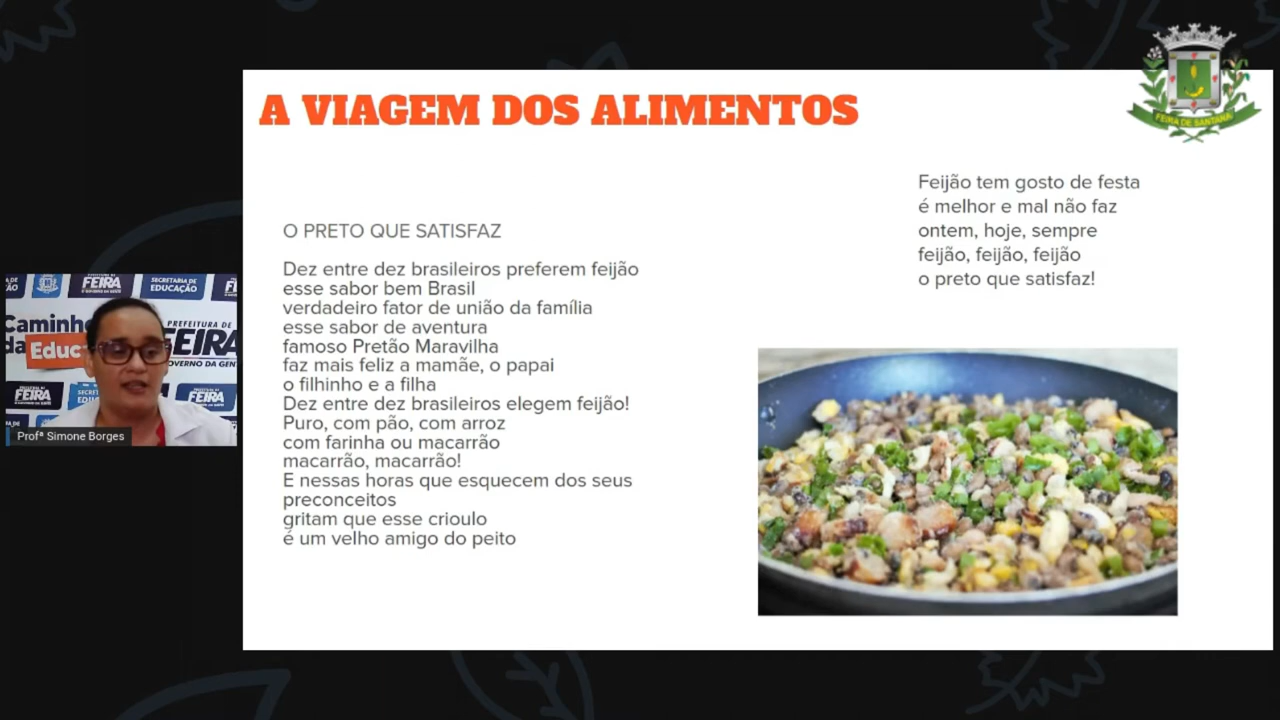 A VIAGEM DOS ALIMENTOS
FEIRA DE SANTANA
O PRETO QUE SATISFAZ
Dez entre dez brasileiros preferem feijão
esse sabor bem Brasil
verdadeiro fator de união da família
esse sabor de aventura
famoso Pretão Maravilha
faz mais feliz a mamãe, o papai
o filhinho e a filha
Dez entre dez brasileiros elegem feijão!
Puro, com pão, com arroz
com farinha ou macarrão
macarrão, macarrão!
E nessas horas que esquecem dos seus
preconceitos
gritam que esse crioulo
é um velho amigo do peito
Feijão tem gosto de festa
é melhor e mal não faz
ontem, hoje, sempre
feijão, feijão, feijão
o preto que satisfaz!
FEIRA
SECRETARIA DE
EDUCAÇÃO
Caminho
da Educ
PREFEITURA DE
FEIRA
GOVERNO DA GEN
FEIRA
FEIRA
Profª Simone Borges